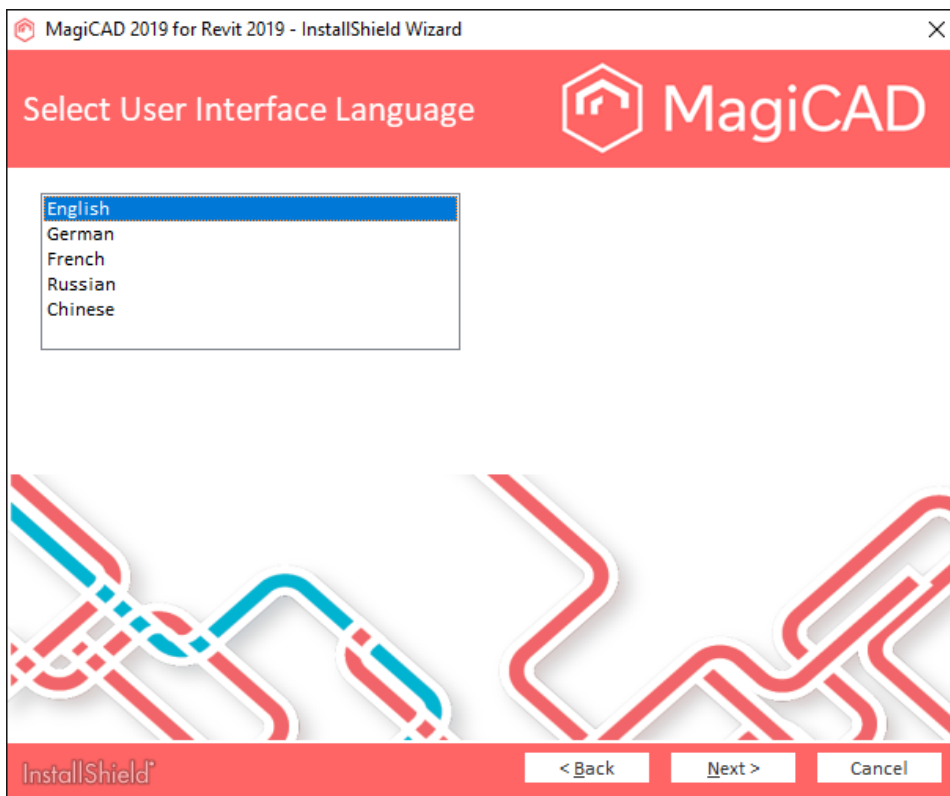 MagiCAD 2019 for Revit 2019 - InstallShield Wizard
Select User Interface Language
MagiCAD
English
German
French
Russian
Chinese
InstallShield
< Back
Next >
Cancel